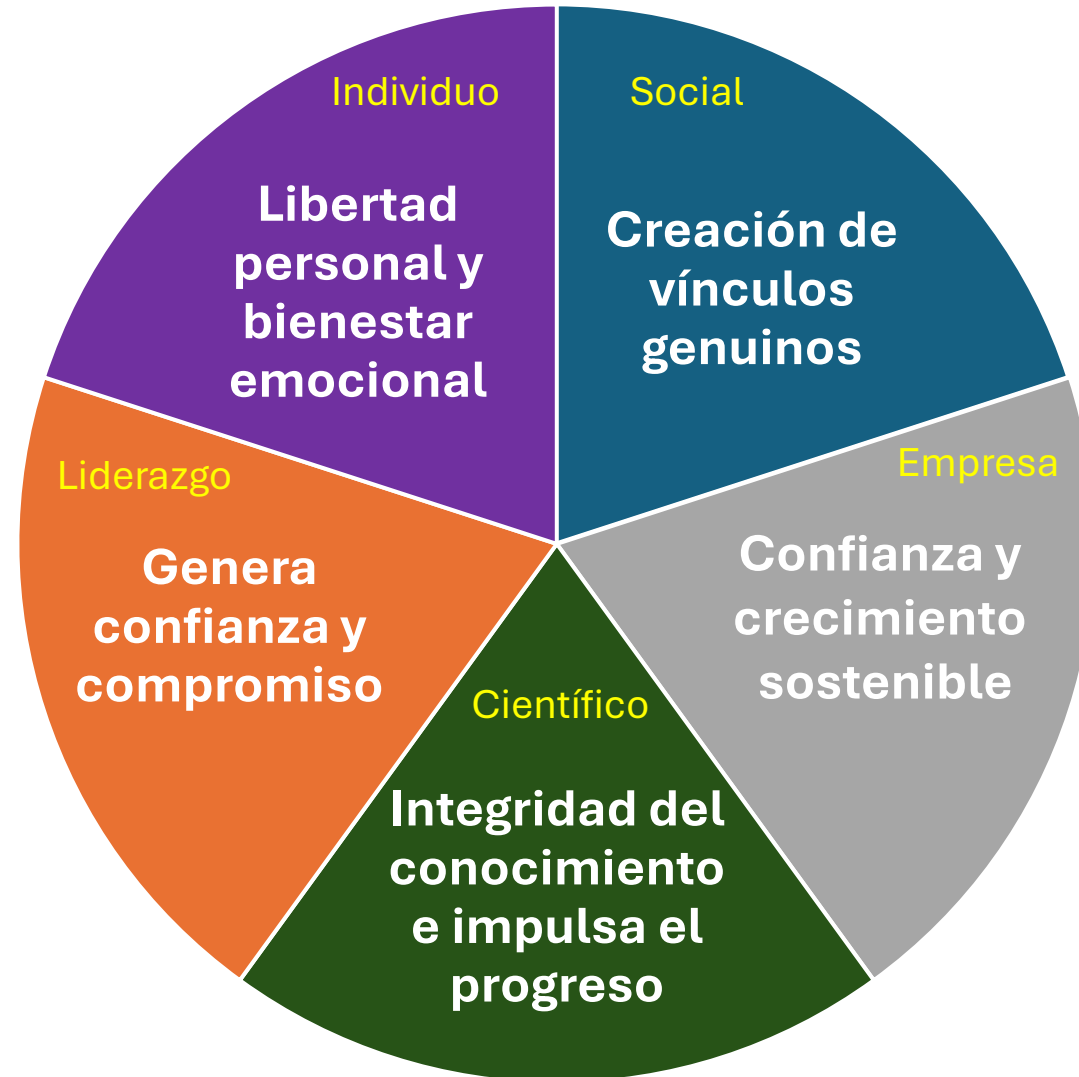 Individuo
Libertad
personal y
bienestar
emocional
Social
Creación de
vínculos
genuinos
Empresa
Confianza y
crecimiento
sostenible
Científico
Integridad del
conocimiento
e impulsa el
progreso
Liderazgo
Genera
confianza y
compromiso